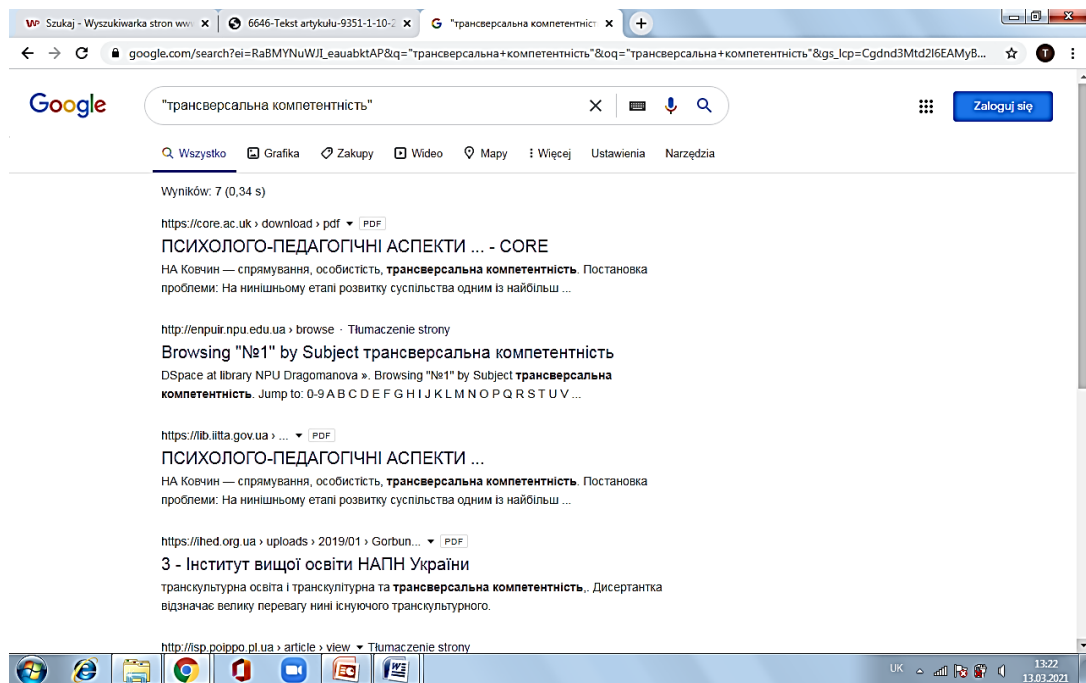 Szukaj - Wyszukiwarka stron www
6646-Tekst artykułu-9351-1-10-2
"трансверсальна компетентніст
google.com/search?ei=RaBMYNuWJI_eauabktAP&q="трансверсальна+компетентність"&oq="трансверсальна+компетентність"&gs_lcp=Cgdnd3Mtd2l6EAMyB...
T
Google
"трансверсальна компетентність"
Zaloguj się
Wszystko Grafika Zakupy Wideo Mapy Więcej Ustawienia Narzędzia
Wyników: 7 (0,34 s)
https://core.ac.uk › download › pdf PDF
ПСИХОЛОГО-ПЕДАГОГІЧНІ АСПЕКТИ ... - CORE
НА Ковчин — спрямування, особистість, трансверсальна компетентність. Постановка
проблеми: На нинішньому етапі розвитку суспільства одним із найбільш ...
http://enpuir.npu.edu.ua › browse · Tłumaczenie strony
Browsing "№1" by Subject трансверсальна компетентність
DSpace at library NPU Dragomanova ». Browsing "№1" by Subject трансверсальна
компетентність. Jump to: 0-9 A B C D E F G H I J K L M N O P Q R S T U V ...
https://lib.iitta.gov.ua › ... PDF
ПСИХОЛОГО-ПЕДАГОГІЧНІ АСПЕКТИ ...
НА Ковчин — спрямування, особистість, трансверсальна компетентність. Постановка
проблеми: На нинішньому етапі розвитку суспільства одним із найбільш ...
https://ihed.org.ua › uploads › 2019/01 › Gorbun... PDF
3 - Інститут вищої освіти НАПН України
транскультурна освіта і транскулітурна та трансверсальна компетентність,. Дисертантка
відзначає велику перевагу нині існуючого транскультурного.
http://isp.poippo.pl.ua › article › view Tłumaczenie strony
UK
13:22
13.03.2021